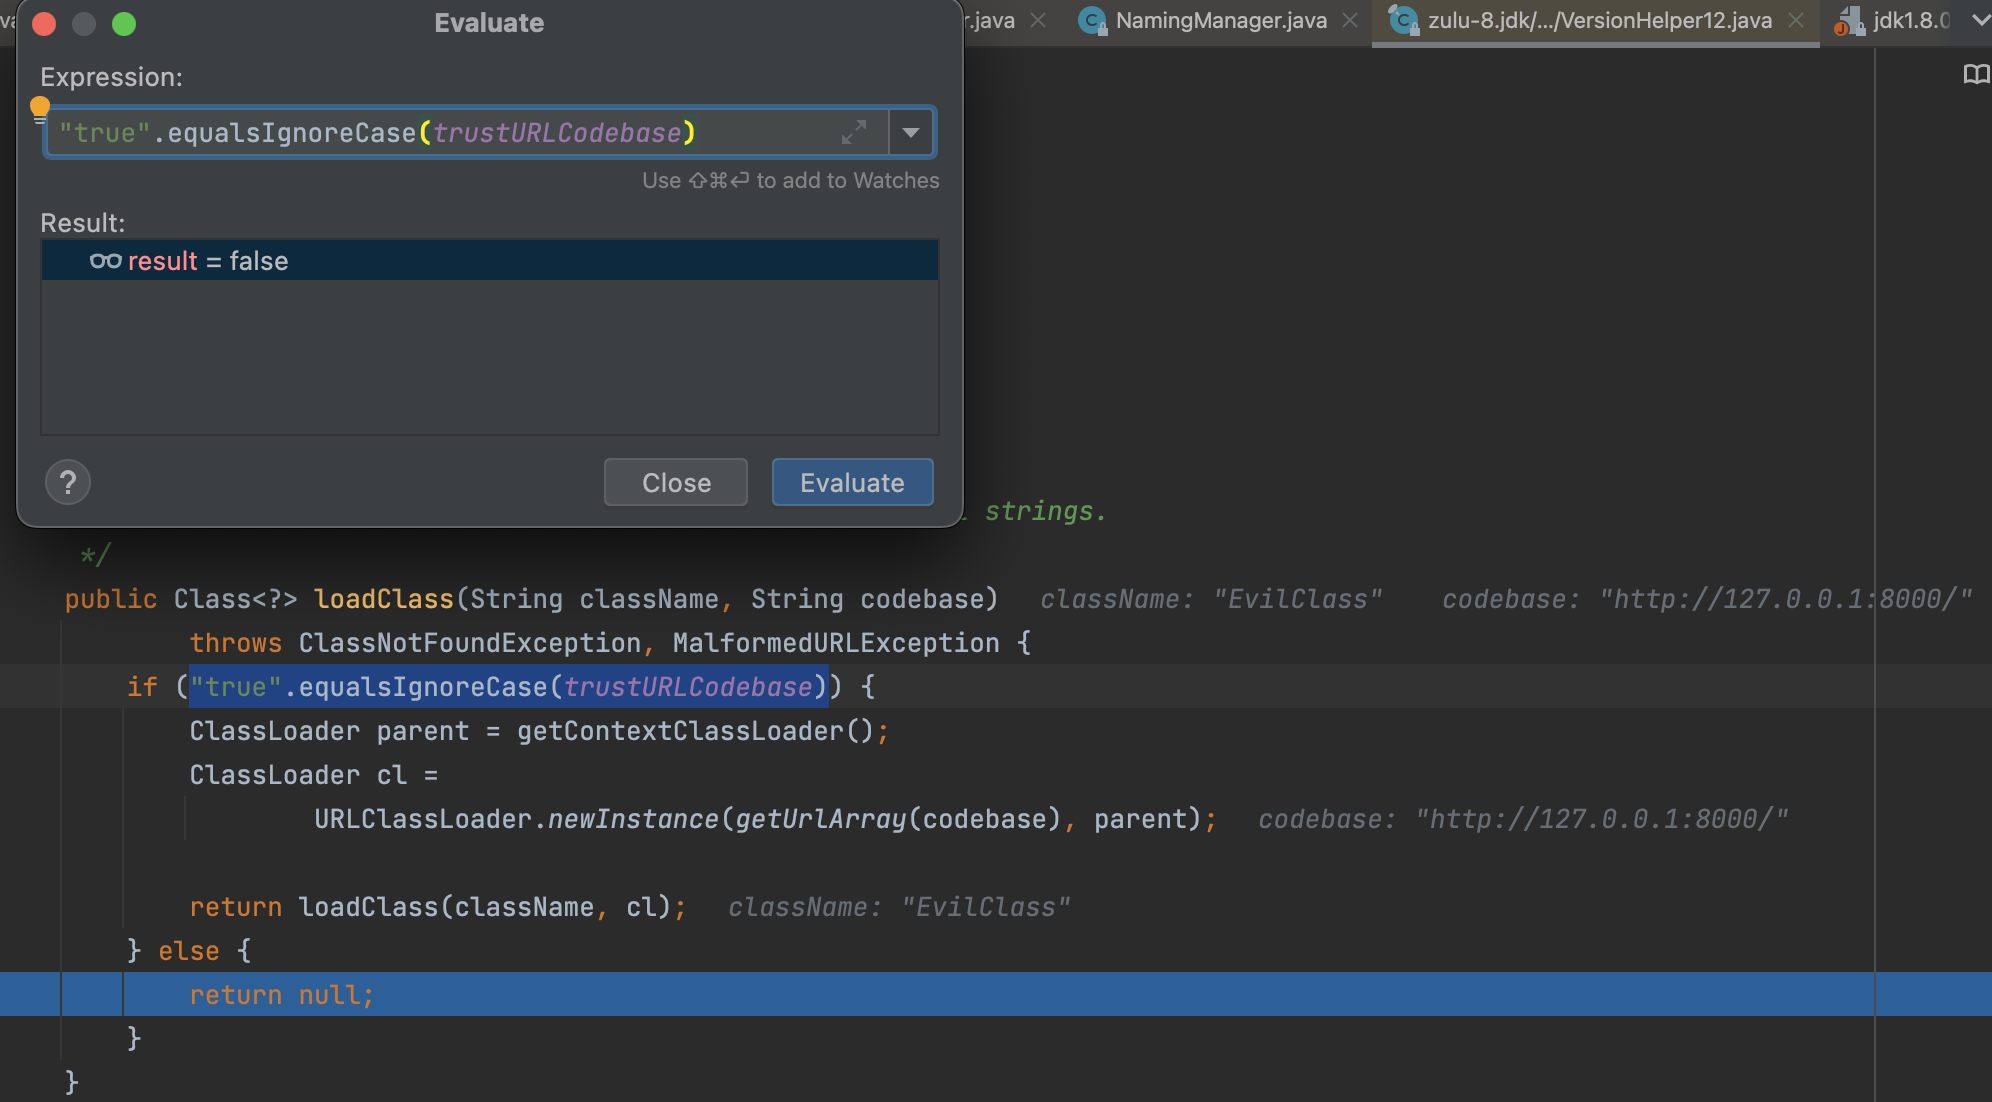 Evaluate
.java
NamingManager.java
zulu-8.jdk/.../VersionHelper12.java
jdk1.8.0
Expression:
"true".equalsIgnoreCase(trustURLCodebase)
Use ⇧⌘⏎ to add to Watches
Result:
result = false
?
Close
Evaluate
strings.
*/
public Class<?> loadClass(String className, String codebase) className: "EvilClass" codebase: "http://127.0.0.1:8000/"
throws ClassNotFoundException, MalformedURLException {
if ("true".equalsIgnoreCase(trustURLCodebase)) {
ClassLoader parent = getContextClassLoader();
ClassLoader cl =
URLClassLoader.newInstance(getUrlArray(codebase), parent); codebase: "http://127.0.0.1:8000/"
return loadClass(className, cl); className: "EvilClass"
} else {
return null;
}
}